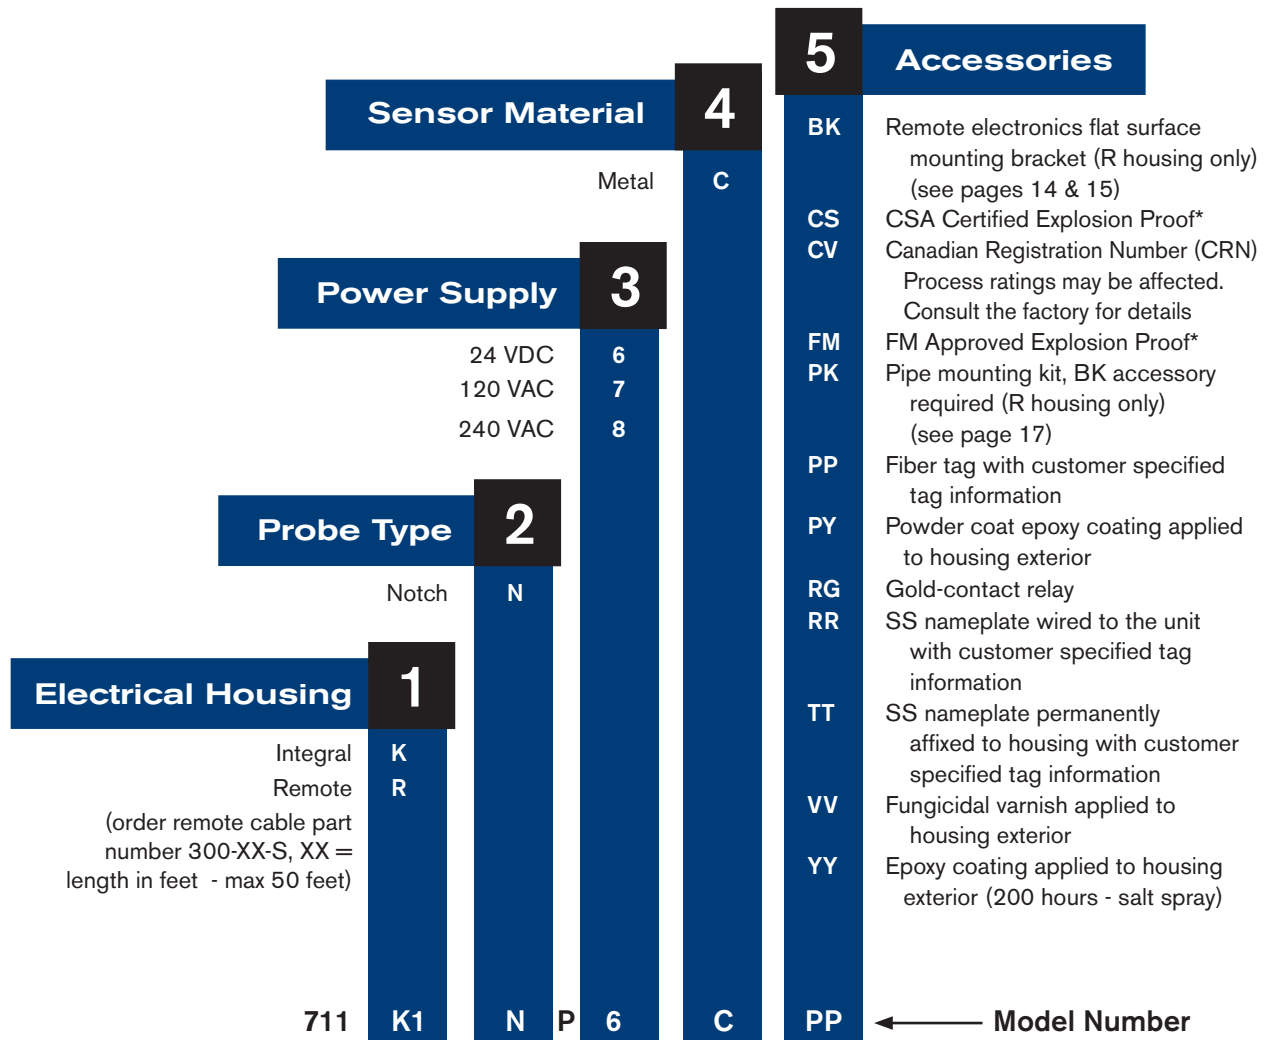 5 Accessories
BK Remote electronics flat surface
mounting bracket (R housing only)
(see pages 14 & 15)
CS CSA Certified Explosion Proof*
CV Canadian Registration Number (CRN)
Process ratings may be affected.
Consult the factory for details
FM FM Approved Explosion Proof*
PK Pipe mounting kit, BK accessory
required (R housing only)
(see page 17)
PP Fiber tag with customer specified
tag information
PY Powder coat epoxy coating applied
to housing exterior
RG Gold-contact relay
RR SS nameplate wired to the unit
with customer specified tag
information
TT SS nameplate permanently
affixed to housing with customer
specified tag information
VV Fungicidal varnish applied to
housing exterior
YY Epoxy coating applied to housing
exterior (200 hours - salt spray)
Sensor Material 4
Metal C
Power Supply 3
24 VDC 6
120 VAC 7
240 VAC 8
Probe Type 2
Notch N
Electrical Housing 1
Integral K
Remote R
(order remote cable part
number 300-XX-S, XX =
length in feet - max 50 feet)
711 K1 N P 6 C PP Model Number